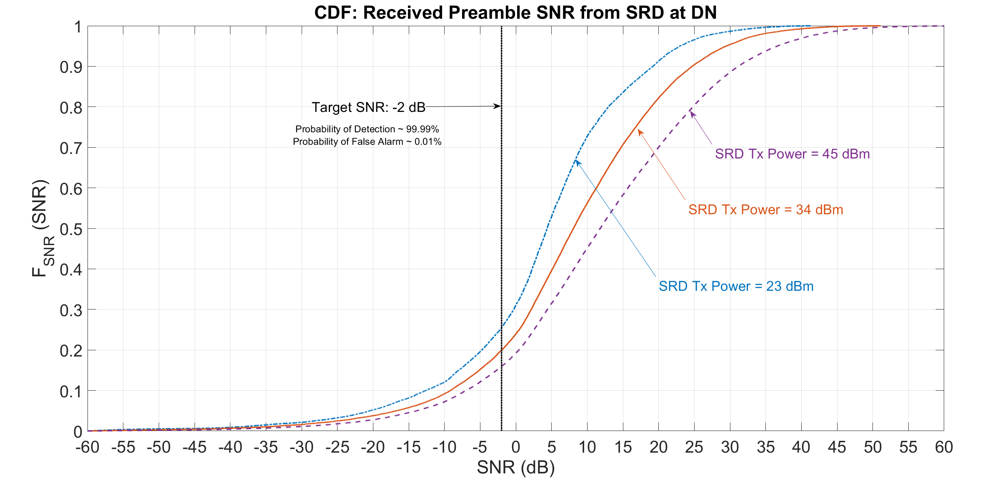 CDF: Received Preamble SNR from SRD at DN
1
0.9
0.8
0.7
0.6
0.5
0.4
0.3
0.2
0.1
0
F_SNR (SNR)
Target SNR: -2 dB
Probability of Detection ~ 99.99%
Probability of False Alarm ~ 0.01%
SRD Tx Power = 45 dBm
SRD Tx Power = 34 dBm
SRD Tx Power = 23 dBm
-60 -55 -50 -45 -40 -35 -30 -25 -20 -15 -10 -5 0 5 10 15 20 25 30 35 40 45 50 55 60
SNR (dB)